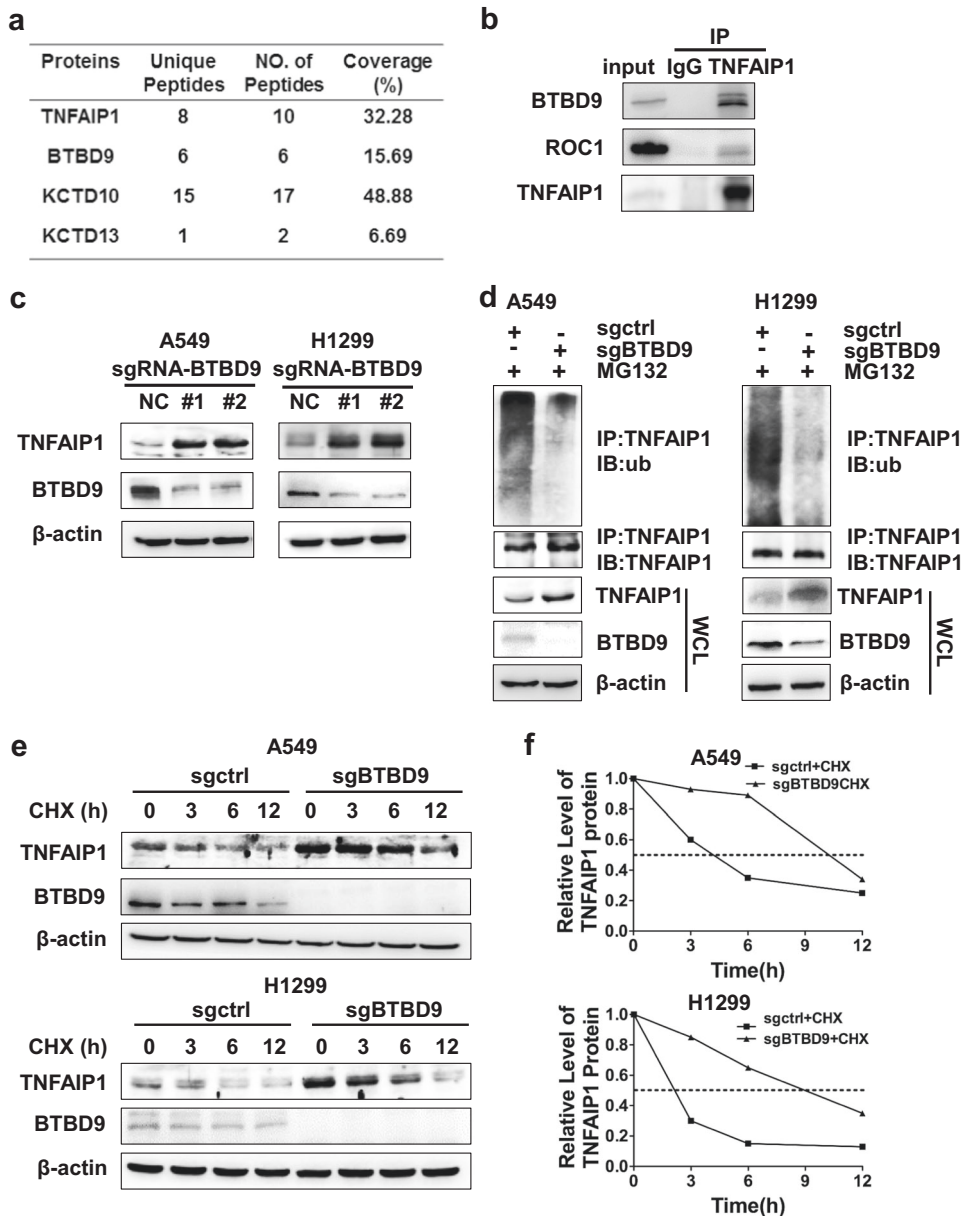 a
Proteins Unique Peptides NO. of Peptides Coverage (%)
TNFAIP1 8 10 32.28
BTBD9 6 6 15.69
KCTD10 15 17 48.88
KCTD13 1 2 6.69
b
IP
input IgG TNFAIP1
BTBD9
ROC1
TNFAIP1
c
A549
sgRNA-BTBD9
NC #1 #2
H1299
sgRNA-BTBD9
NC #1 #2
TNFAIP1
BTBD9
β-actin
d
A549
+ - sgctrl
- + sgBTBD9
+ + MG132
IP:TNFAIP1
IB:ub
IP:TNFAIP1
IB:TNFAIP1
TNFAIP1
BTBD9
β-actin
WCL
H1299
+ - sgctrl
- + sgBTBD9
+ + MG132
IP:TNFAIP1
IB:ub
IP:TNFAIP1
IB:TNFAIP1
TNFAIP1
BTBD9
β-actin
WCL
e
A549
sgctrl sgBTBD9
CHX (h) 0 3 6 12 0 3 6 12
TNFAIP1
BTBD9
β-actin
H1299
sgctrl sgBTBD9
CHX (h) 0 3 6 12 0 3 6 12
TNFAIP1
BTBD9
β-actin
f
A549
sgctrl+CHX
sgBTBD9CHX
Relative Level of
TNFAIP1 protein
1.0
0.8
0.6
0.4
0.2
0.0
0 3 6 9 12
Time(h)
H1299
sgctrl+CHX
sgBTBD9+CHX
Relative Level of
TNFAIP1 Protein
1.0
0.8
0.6
0.4
0.2
0.0
0 3 6 9 12
Time(h)